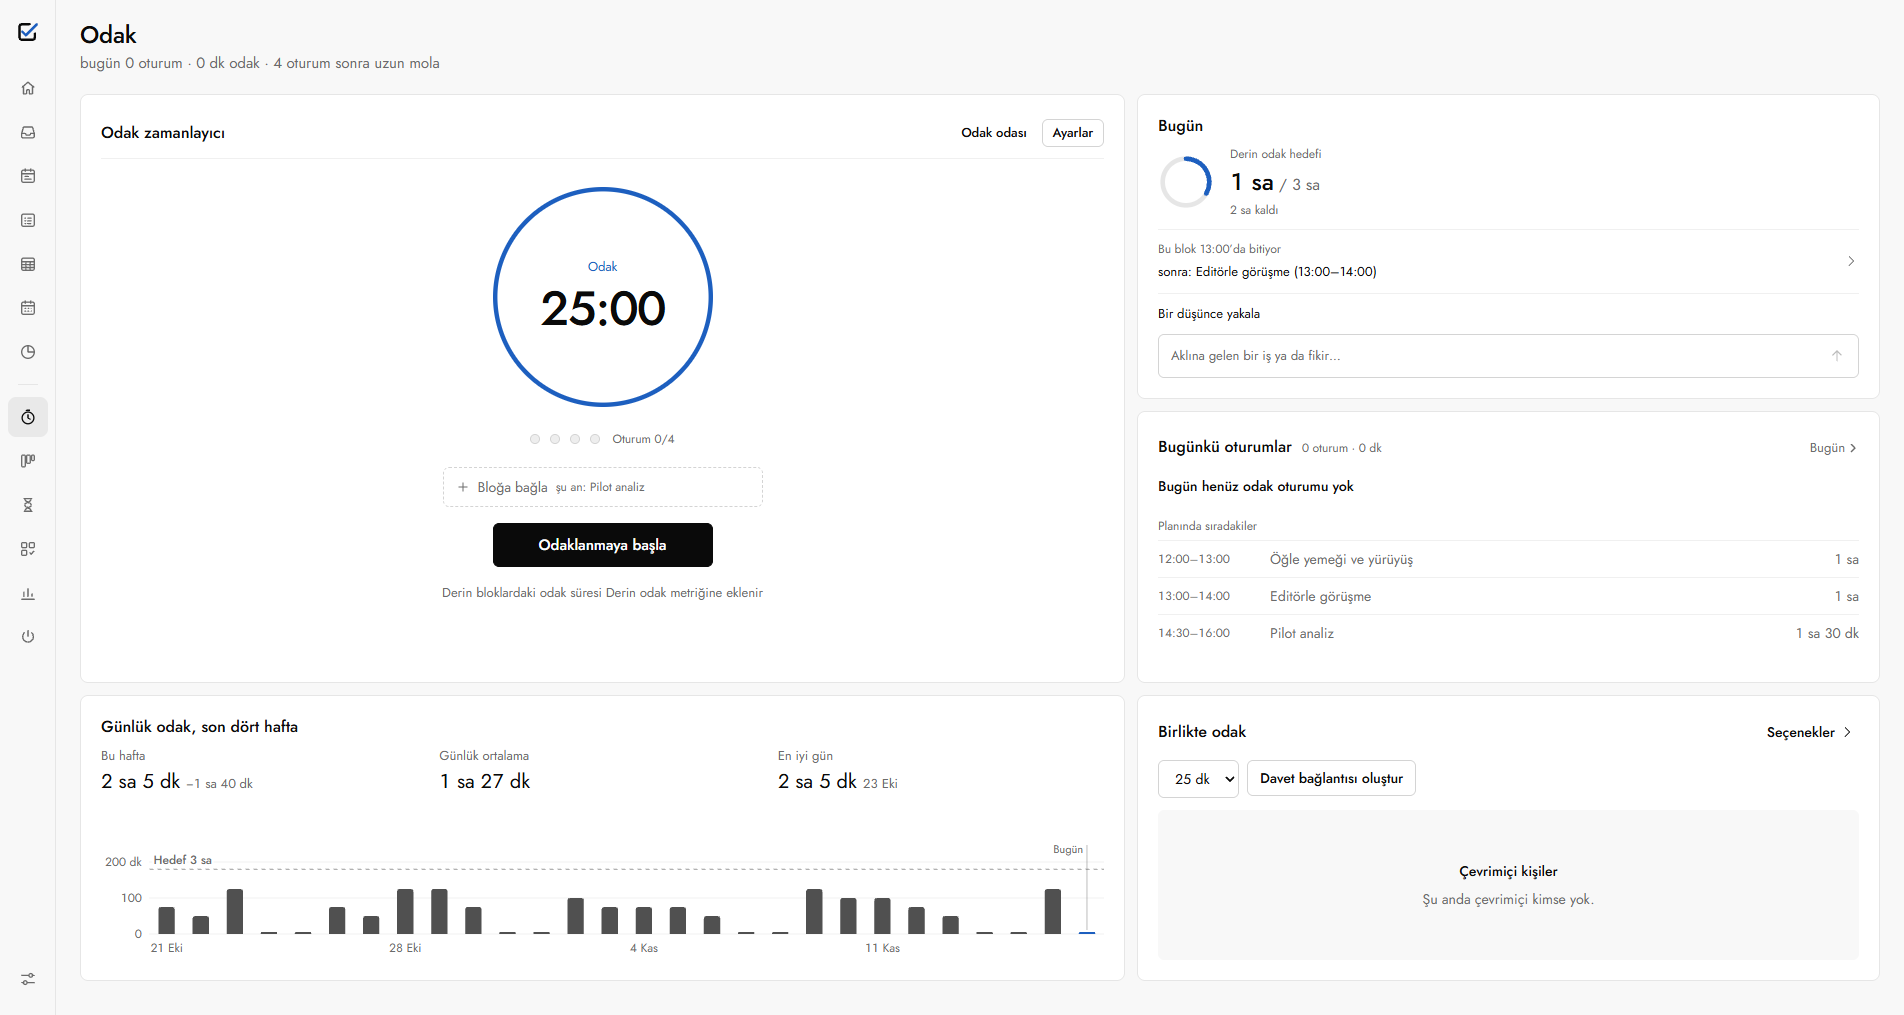 Odak
bugün 0 oturum · 0 dk odak · 4 oturum sonra uzun mola
Odak zamanlayıcı
Odak odası
Ayarlar
Odak
25:00
Oturum 0/4
Bloğa bağla şu an: Pilot analiz
Odaklanmaya başla
Derin bloklardaki odak süresi Derin odak metriğine eklenir
Bugün
Derin odak hedefi
1 sa / 3 sa
2 sa kaldı
Bu blok 13:00’da bitiyor
sonra: Editörle görüşme (13:00–14:00)
Bir düşünce yakala
Aklına gelen bir iş ya da fikir...
Bugünkü oturumlar 0 oturum · 0 dk
Bugün
Bugün henüz odak oturumu yok
Planında sıradakiler
12:00–13:00 Öğle yemeği ve yürüyüş 1 sa
13:00–14:00 Editörle görüşme 1 sa
14:30–16:00 Pilot analiz 1 sa 30 dk
Günlük odak, son dört hafta
Bu hafta
2 sa 5 dk −1 sa 40 dk
Günlük ortalama
1 sa 27 dk
En iyi gün
2 sa 5 dk 23 Eki
Bugün
200 dk
Hedef 3 sa
100
0
21 Eki
28 Eki
4 Kas
11 Kas
Birlikte odak
Seçenekler
25 dk
Davet bağlantısı oluştur
Çevrimiçi kişiler
Şu anda çevrimiçi kimse yok.